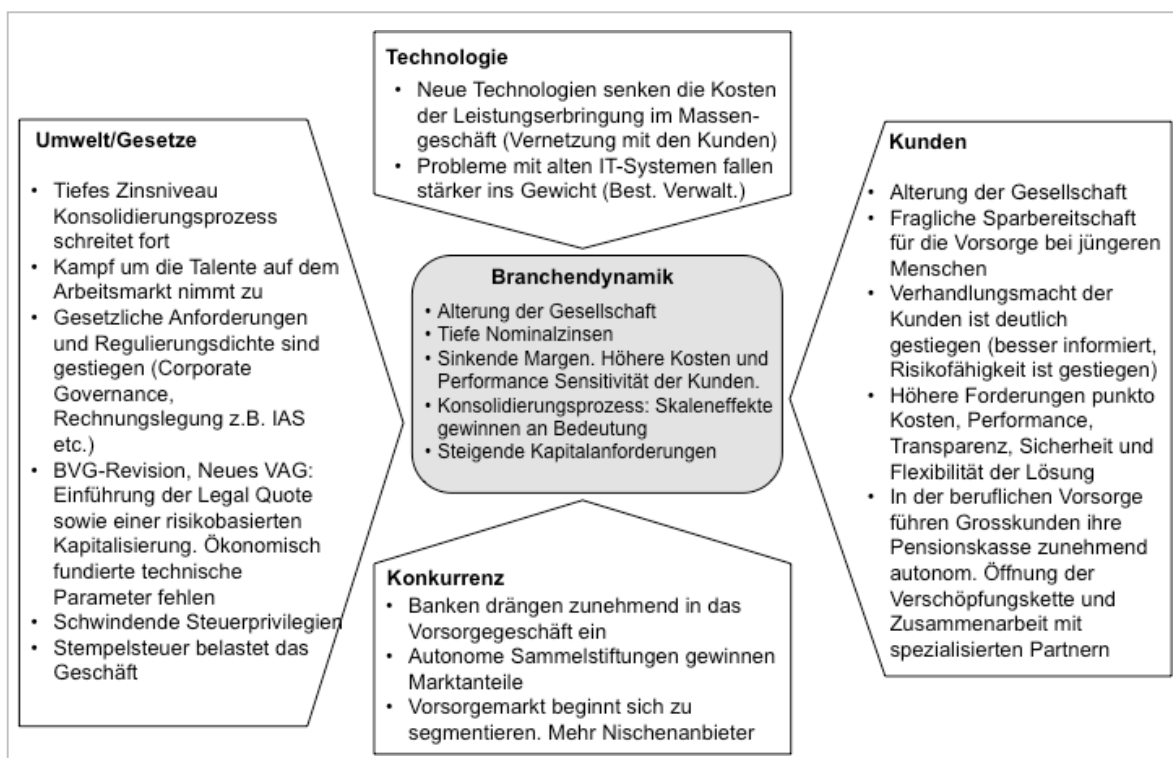 Technologie
• Neue Technologien senken die Kosten
der Leistungserbringung im Massen-
geschäft (Vernetzung mit den Kunden)
• Probleme mit alten IT-Systemen fallen
stärker ins Gewicht (Best. Verwalt.)
Umwelt/Gesetze
• Tiefes Zinsniveau
Konsolidierungsprozess
schreitet fort
• Kampf um die Talente auf dem
Arbeitsmarkt nimmt zu
• Gesetzliche Anforderungen
und Regulierungsdichte sind
gestiegen (Corporate
Governance,
Rechnungslegung z.B. IAS
etc.)
• BVG-Revision, Neues VAG:
Einführung der Legal Quote
sowie einer risikobasierten
Kapitalisierung. Ökonomisch
fundierte technische
Parameter fehlen
• Schwindende Steuerprivilegien
• Stempelsteuer belastet das
Geschäft
Branchendynamik
• Alterung der Gesellschaft
• Tiefe Nominalzinsen
• Sinkende Margen. Höhere Kosten und
Performance Sensitivität der Kunden.
• Konsolidierungsprozess: Skaleneffekte
gewinnen an Bedeutung
• Steigende Kapitalanforderungen
Kunden
• Alterung der Gesellschaft
• Fragliche Sparbereitschaft
für die Vorsorge bei jüngeren
Menschen
• Verhandlungsmacht der
Kunden ist deutlich
gestiegen (besser informiert,
Risikofähigkeit ist gestiegen)
• Höhere Forderungen punkto
Kosten, Performance,
Transparenz, Sicherheit und
Flexibilität der Lösung
• In der beruflichen Vorsorge
führen Grosskunden ihre
Pensionskasse zunehmend
autonom. Öffnung der
Verschöpfungskette und
Zusammenarbeit mit
spezialisierten Partnern
Konkurrenz
• Banken drängen zunehmend in das
Vorsorgegeschäft ein
• Autonome Sammelstiftungen gewinnen
Marktanteile
• Vorsorgemarkt beginnt sich zu
segmentieren. Mehr Nischenanbieter